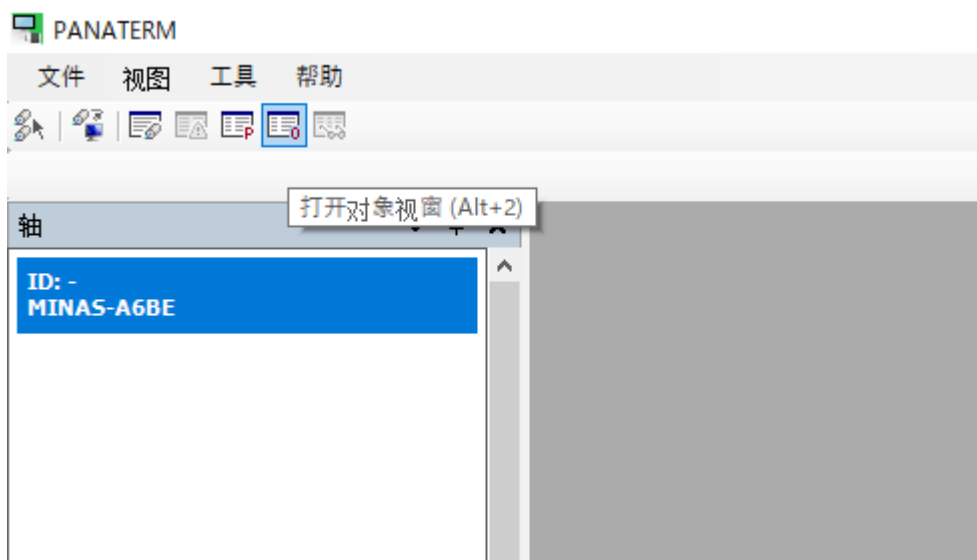 PANATERM
文件 视图 工具 帮助
打开对象视窗 (Alt+2)
轴
ID: -
MINAS-A6BE